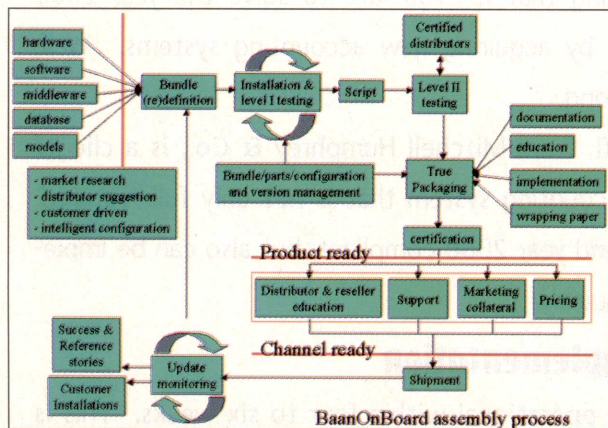 by acquiring new accounting systems.
hardware
software
middleware
database
models
Bundle
(re)definition
Installation &
level I testing
Script
Certified
distributors
Level II
testing
documentation
education
implementation
wrapping paper
True
Packaging
Bundle/parts/configuration
and version management
- market research
- distributor suggestion
- customer driven
- intelligent configuration
certification
Product ready
Distributor & reseller
education
Support
Marketing
collateral
Pricing
Channel ready
Shipment
Update
monitoring
Success &
Reference
stories
Customer
Installations
BaanOnBoard assembly process